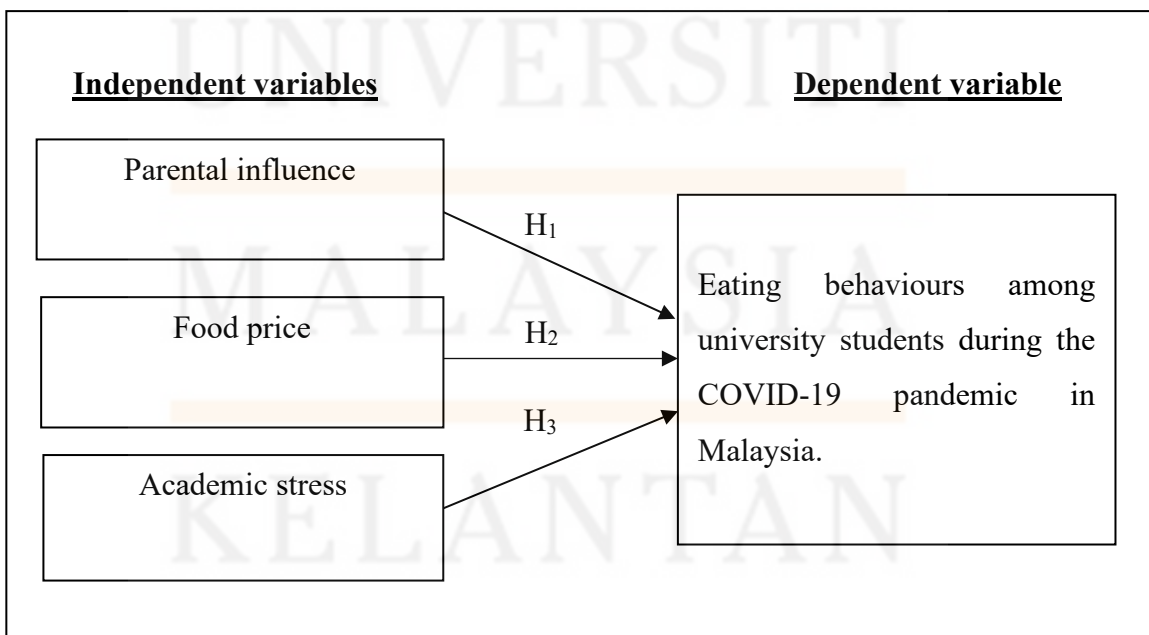 UNIVERSITI
Independent variables
Dependent variable
Parental influence
H₁
MALAYSIA
Food price
H₂
Eating behaviours among
university students during the
COVID-19 pandemic in
Malaysia.
H₃
Academic stress
KELANTAN